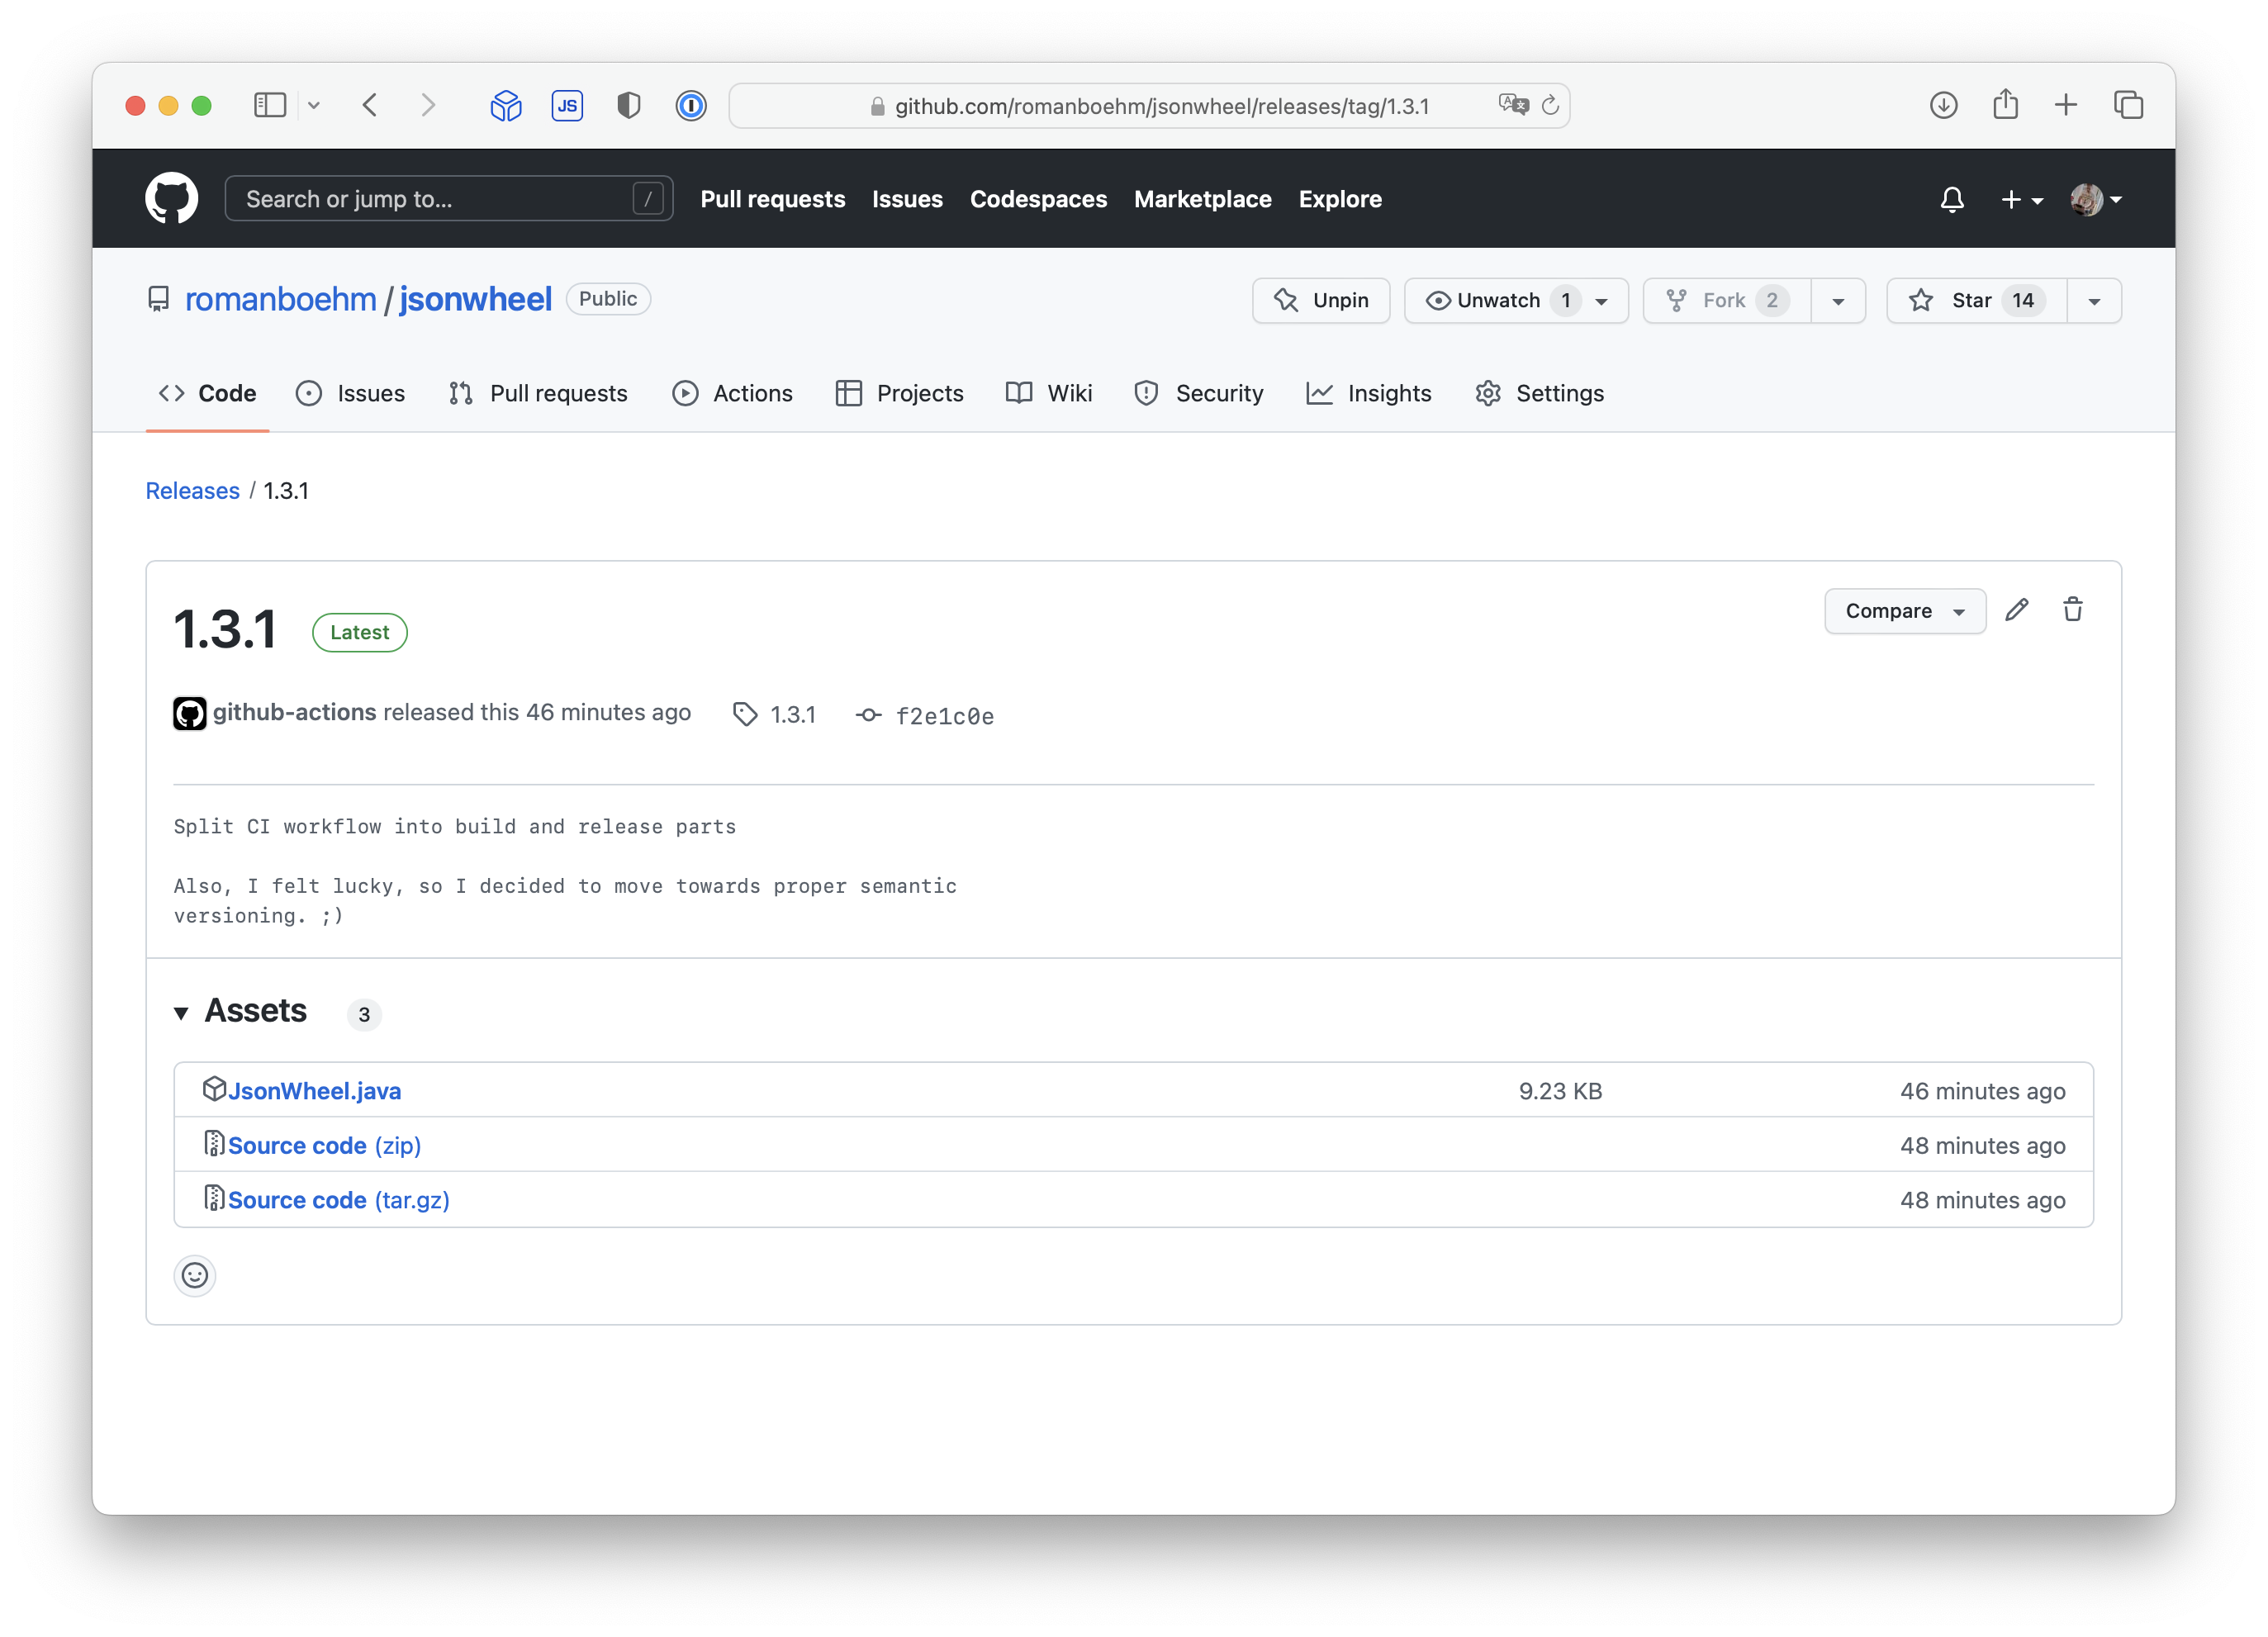 JS
github.com/romanboehm/jsonwheel/releases/tag/1.3.1
Search or jump to... /
Pull requests Issues Codespaces Marketplace Explore
romanboehm / jsonwheel Public
Unpin Unwatch 1 Fork 2 Star 14
Code Issues Pull requests Actions Projects Wiki Security Insights Settings
Releases / 1.3.1
1.3.1 Latest
Compare
github-actions released this 46 minutes ago 1.3.1 f2e1c0e
Split CI workflow into build and release parts
Also, I felt lucky, so I decided to move towards proper semantic
versioning. ;)
Assets 3
JsonWheel.java 9.23 KB 46 minutes ago
Source code (zip) 48 minutes ago
Source code (tar.gz) 48 minutes ago